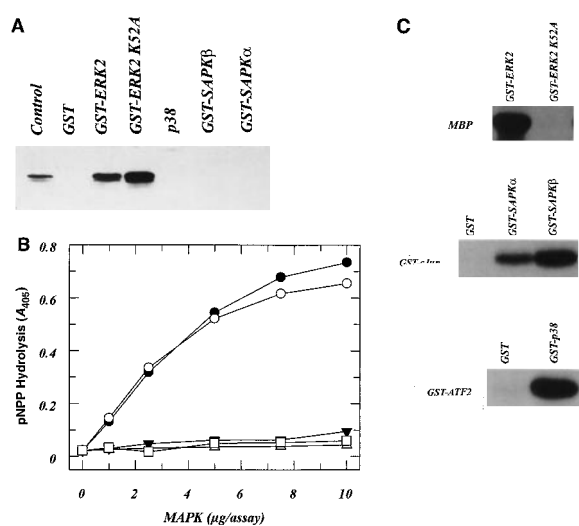 A
Control
GST
GST-ERK2
GST-ERK2 K52A
p38
GST-SAPKβ
GST-SAPKα
B
pNPP Hydrolysis (A405)
0.8
0.6
0.4
0.2
0
0
2
4
6
8
10
MAPK (µg/assay)
C
GST-ERK2
GST-ERK2 K52A
MBP
GST
GST-SAPKα
GST-SAPKβ
GST
GST-p38
GST-ATF2